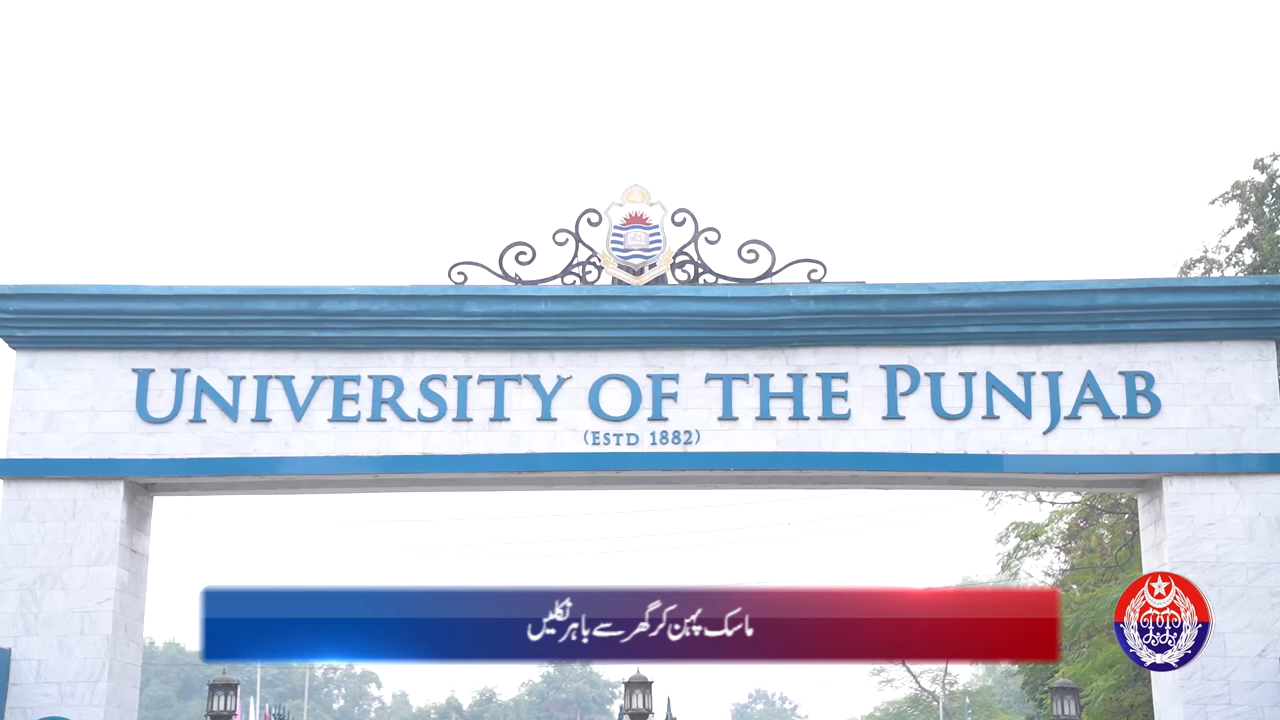 UNIVERSITY OF THE PUNJAB
(ESTD 1882)
ماسک پہن کر گھر سے باہر نکلیں